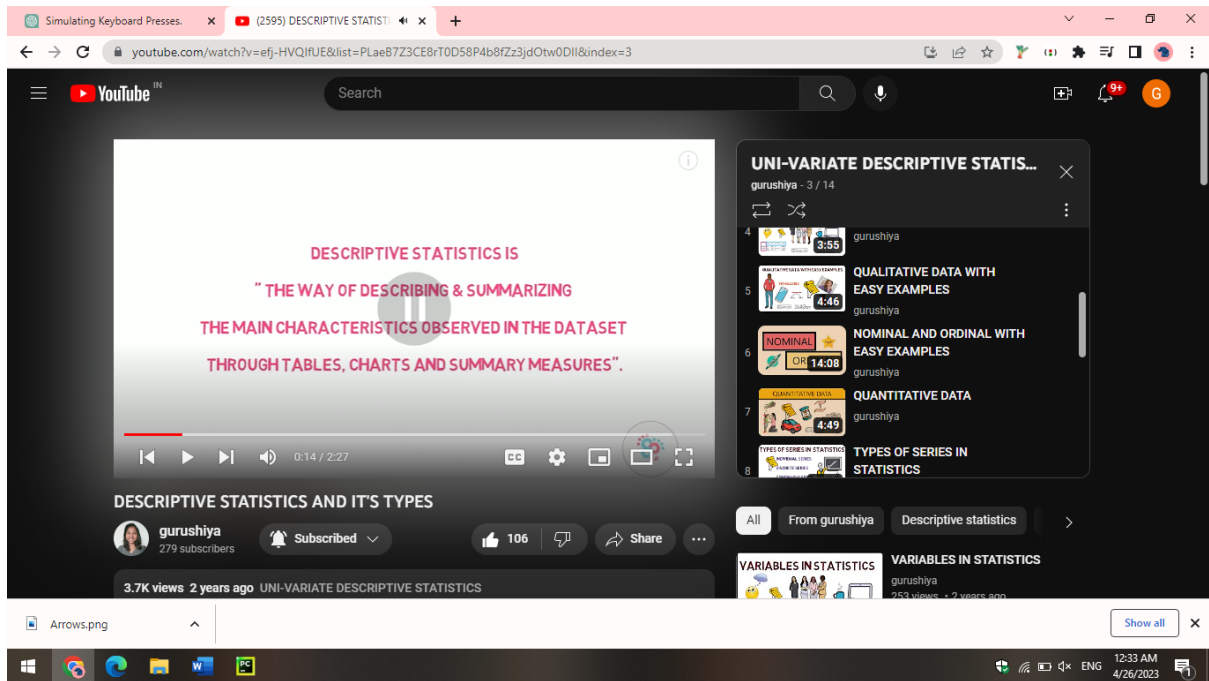 Simulating Keyboard Presses.
(2595) DESCRIPTIVE STATISTI
youtube.com/watch?v=efj-HVQIfUE&list=PLaeB7Z3CE8rT0D58P4b8fZz3jdOtw0DII&index=3
YouTube IN
Search
9+
G
DESCRIPTIVE STATISTICS IS
" THE WAY OF DESCRIBING & SUMMARIZING
THE MAIN CHARACTERISTICS OBSERVED IN THE DATASET
THROUGH TABLES, CHARTS AND SUMMARY MEASURES".
0:14 / 2:27
CC
UNI-VARIATE DESCRIPTIVE STATIS...
gurushiya - 3 / 14
4
3:55
gurushiya
5
4:46
QUALITATIVE DATA WITH
EASY EXAMPLES
gurushiya
6
NOMINAL
OR
14:08
NOMINAL AND ORDINAL WITH
EASY EXAMPLES
gurushiya
7
QUANTITATIVE DATA
4:49
QUANTITATIVE DATA
gurushiya
8
TYPES OF SERIES IN STATISTICS
TYPES OF SERIES IN
STATISTICS
DESCRIPTIVE STATISTICS AND IT'S TYPES
gurushiya
279 subscribers
Subscribed
106
Share
3.7K views 2 years ago UNI-VARIATE DESCRIPTIVE STATISTICS
All
From gurushiya
Descriptive statistics
VARIABLES IN STATISTICS
VARIABLES IN STATISTICS
gurushiya
253 views • 2 years ago
Arrows.png
Show all
ENG
12:33 AM
4/26/2023
1